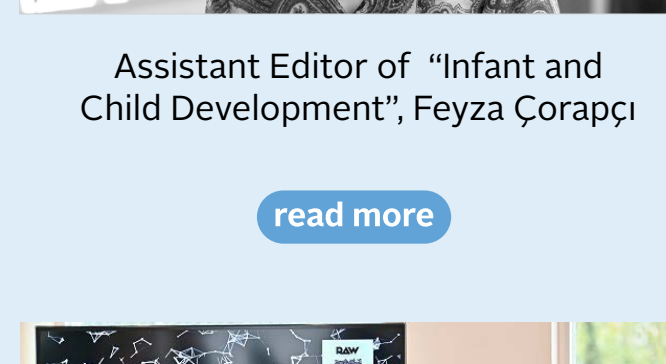 Assistant Editor of “Infant and
Child Development”, Feyza Çorapçı
read more
RAW